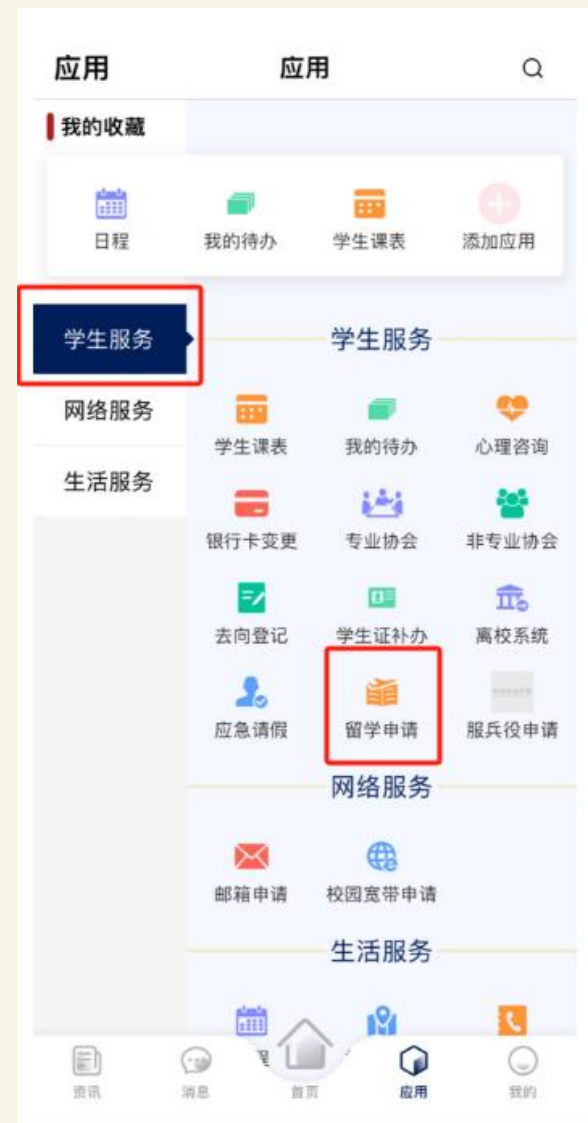 应用 应用
我的收藏
日程 我的待办 学生课表 添加应用
学生服务 学生服务
网络服务
学生课表 我的待办 心理咨询
生活服务
银行卡变更 专业协会 非专业协会
去向登记 学生证补办 离校系统
应急请假 留学申请 服兵役申请
网络服务
邮箱申请 校园宽带申请
生活服务
程
资讯 消息 首页 应用 我的